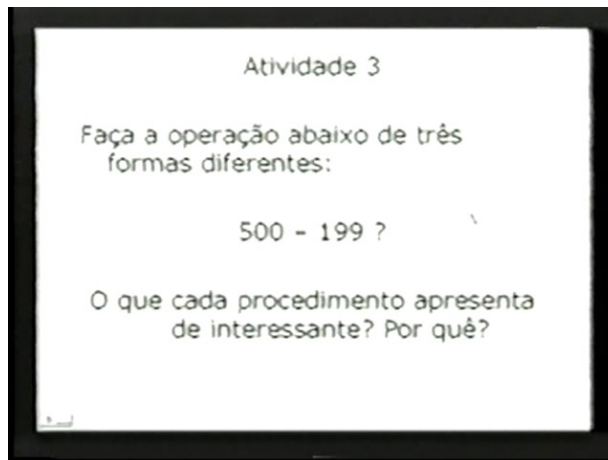 Atividade 3
Faça a operação abaixo de três
formas diferentes:
500 - 199 ?
O que cada procedimento apresenta
de interessante? Por quê?